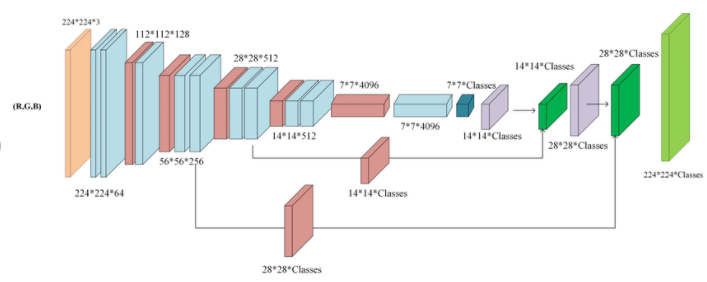 224*224*3
112*112*128
28*28*512
7*7*4096
7*7*Classes
14*14*Classes
28*28*Classes
(R,G,B)
14*14*512
7*7*4096
14*14*Classes
28*28*Classes
56*56*256
224*224*64
14*14*Classes
224*224*Classes
28*28*Classes